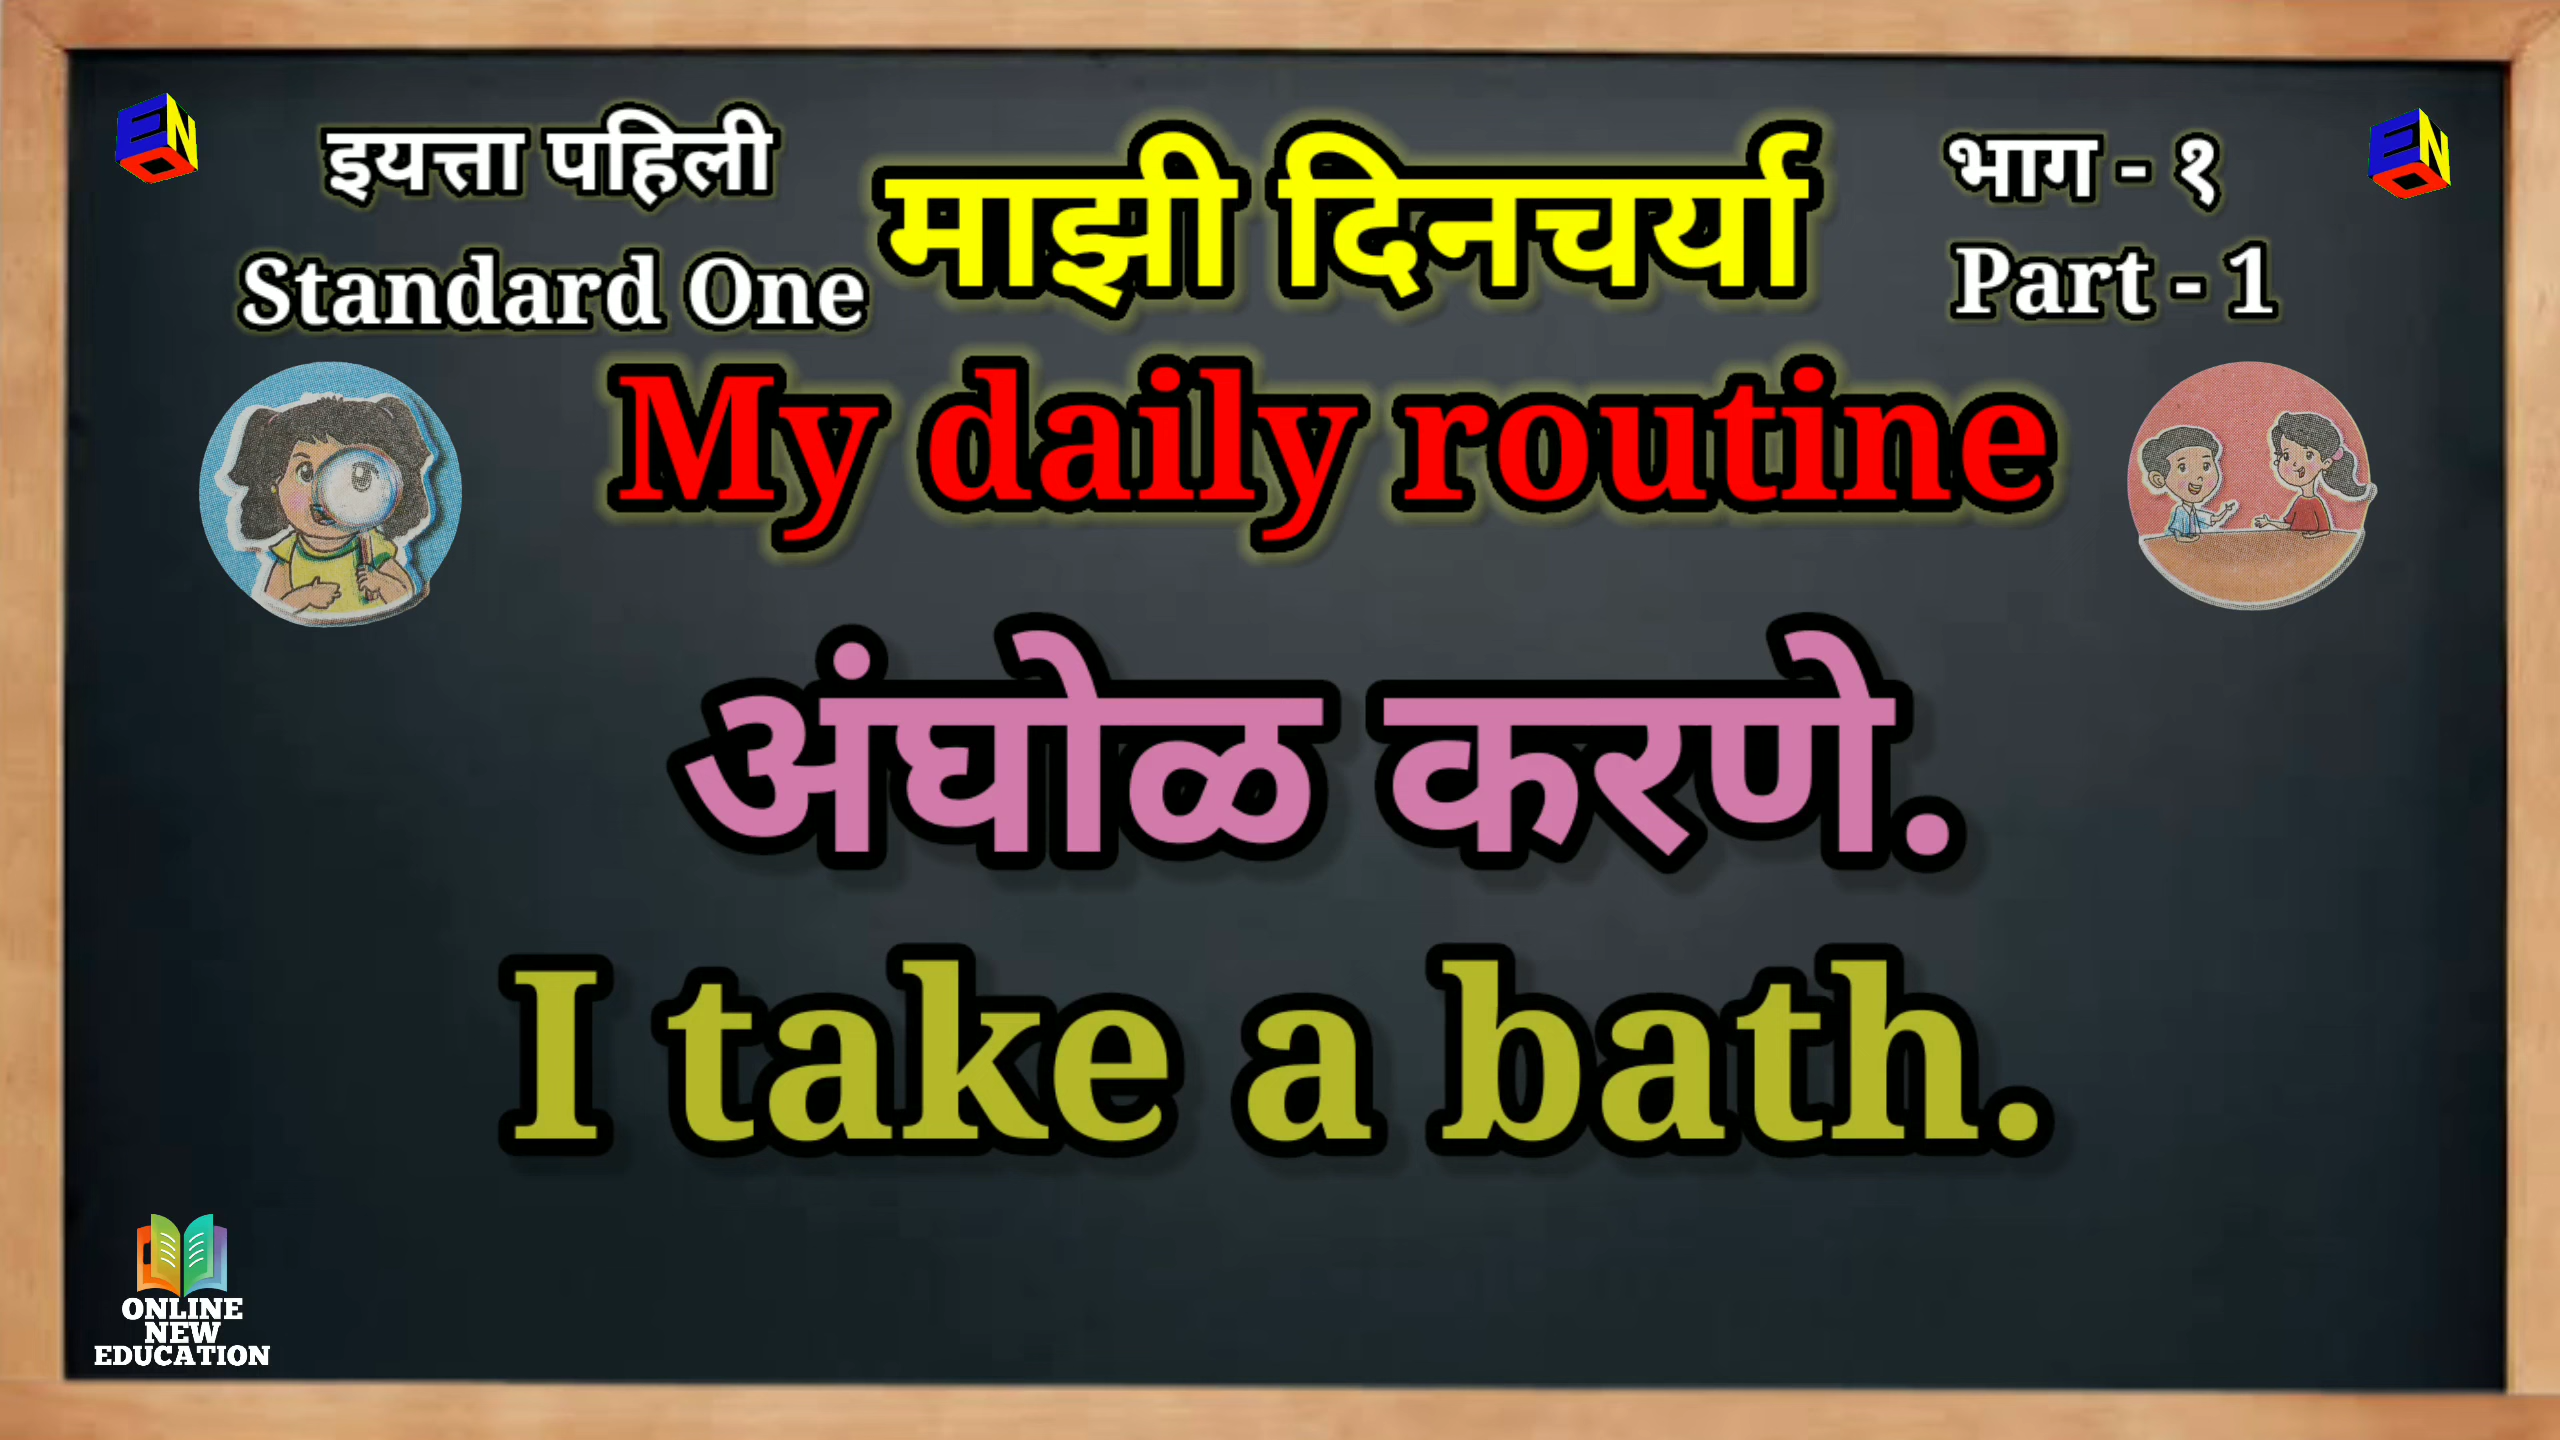 इयत्ता पहिली
Standard One
माझी दिनचर्या
भाग - १
Part - 1
My daily routine
अंघोळ करणे.
I take a bath.
ONLINE
NEW
EDUCATION